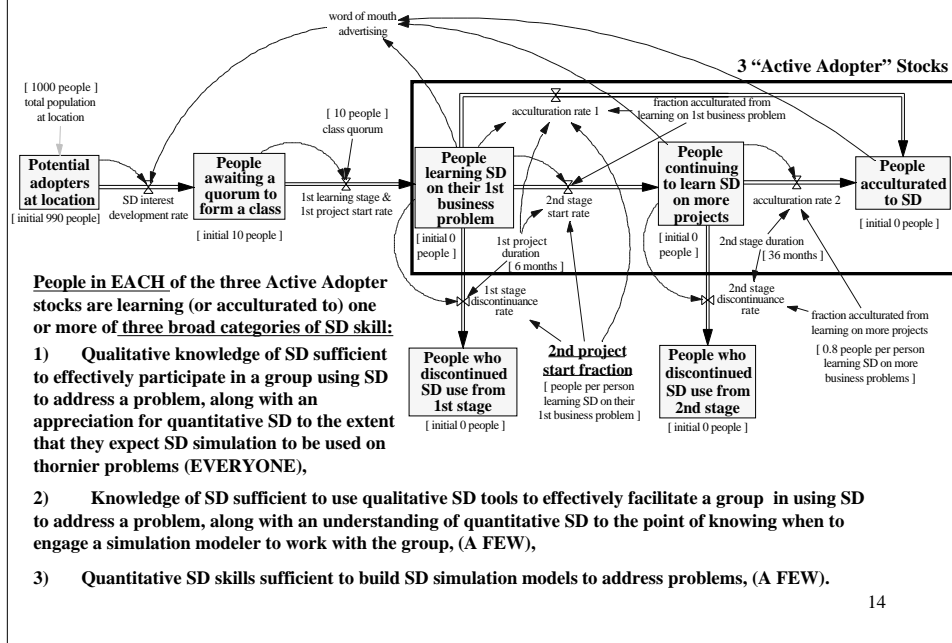 word of mouth
advertising
3 “Active Adopter” Stocks
[ 1000 people ]
total population
at location
[ 10 people ]
class quorum
acculturation rate 1
fraction acculturated from
learning on 1st business problem
Potential
adopters
at location
[ initial 990 people]
SD interest
development rate
People
awaiting a
quorum to
form a class
[ initial 10 people ]
1st learning stage &
1st project start rate
People
learning SD
on their 1st
business
problem
[ initial 0
people ]
2nd stage
start rate
1st project
duration
[ 6 months ]
People
continuing
to learn SD
on more
projects
[ initial 0
people ]
acculturation rate 2
2nd stage duration
[ 36 months ]
People
acculturated
to SD
[ initial 0 people ]
1st stage
discontinuance
rate
2nd stage
discontinuance
rate
fraction acculturated from
learning on more projects
[ 0.8 people per person
learning SD on more
business problems ]
People who
discontinued
SD use from
1st stage
[ initial 0 people ]
2nd project
start fraction
[ people per person
learning SD on their
1st business problem ]
People who
discontinued
SD use from
2nd stage
[ initial 0 people ]
People in EACH of the three Active Adopter
stocks are learning (or acculturated to) one
or more of three broad categories of SD skill:
1) Qualitative knowledge of SD sufficient
to effectively participate in a group using SD
to address a problem, along with an
appreciation for quantitative SD to the extent
that they expect SD simulation to be used on
thornier problems (EVERYONE),
2) Knowledge of SD sufficient to use qualitative SD tools to effectively facilitate a group in using SD
to address a problem, along with an understanding of quantitative SD to the point of knowing when to
engage a simulation modeler to work with the group, (A FEW),
3) Quantitative SD skills sufficient to build SD simulation models to address problems, (A FEW).
14